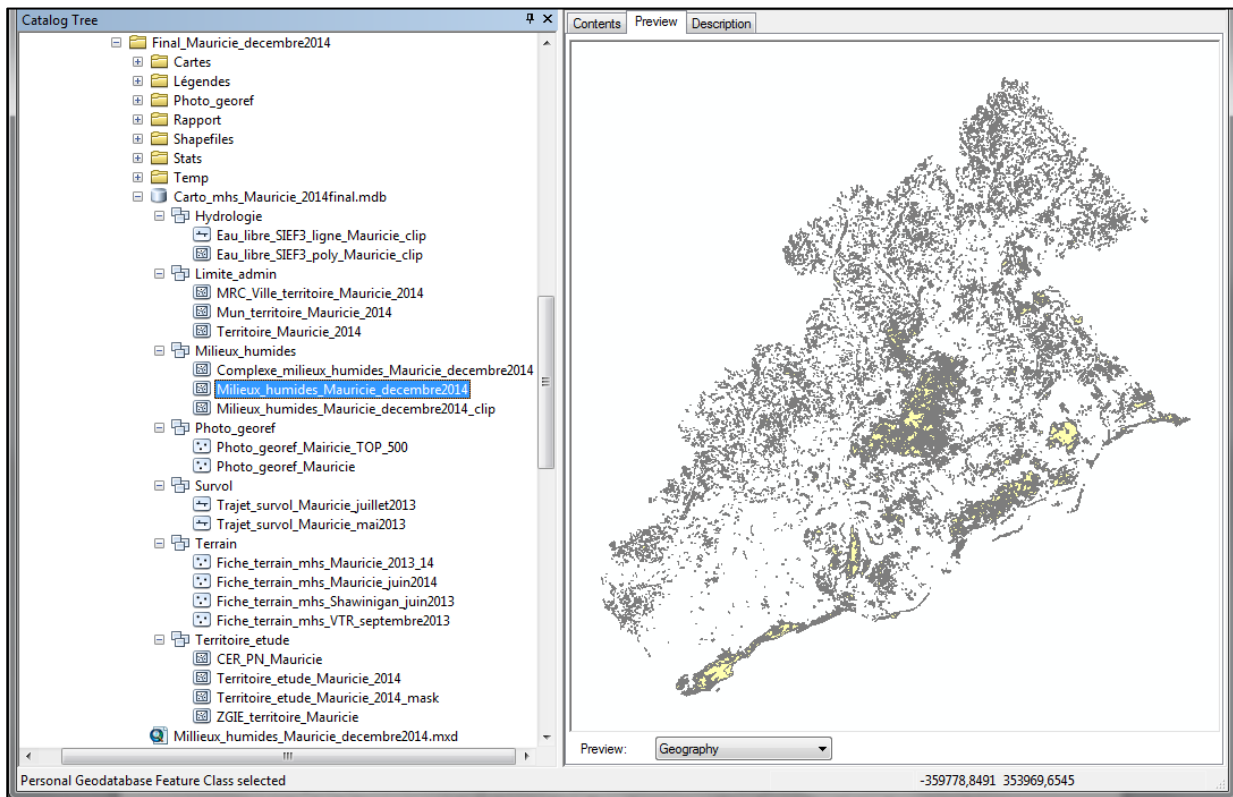 Catalog Tree
Final_Mauricie_decembre2014
Cartes
Légendes
Photo_georef
Rapport
Shapefiles
Stats
Temp
Carto_mhs_Mauricie_2014final.mdb
Hydrologie
Eau_libre_SIEF3_ligne_Mauricie_clip
Eau_libre_SIEF3_poly_Mauricie_clip
Limite_admin
MRC_Ville_territoire_Mauricie_2014
Mun_territoire_Mauricie_2014
Territoire_Mauricie_2014
Milieux_humides
Complexe_milieux_humides_Mauricie_decembre2014
Milieux_humides_Mauricie_decembre2014
Milieux_humides_Mauricie_decembre2014_clip
Photo_georef
Photo_georef_Mairicie_TOP_500
Photo_georef_Mauricie
Survol
Trajet_survol_Mauricie_juillet2013
Trajet_survol_Mauricie_mai2013
Terrain
Fiche_terrain_mhs_Mauricie_2013_14
Fiche_terrain_mhs_Mauricie_juin2014
Fiche_terrain_mhs_Shawinigan_juin2013
Fiche_terrain_mhs_VTR_septembre2013
Territoire_etude
CER_PN_Mauricie
Territoire_etude_Mauricie_2014
Territoire_etude_Mauricie_2014_mask
ZGIE_territoire_Mauricie
Millieux_humides_Mauricie_decembre2014.mxd
Contents Preview Description
Preview: Geography
Personal Geodatabase Feature Class selected
-359778,8491 353969,6545